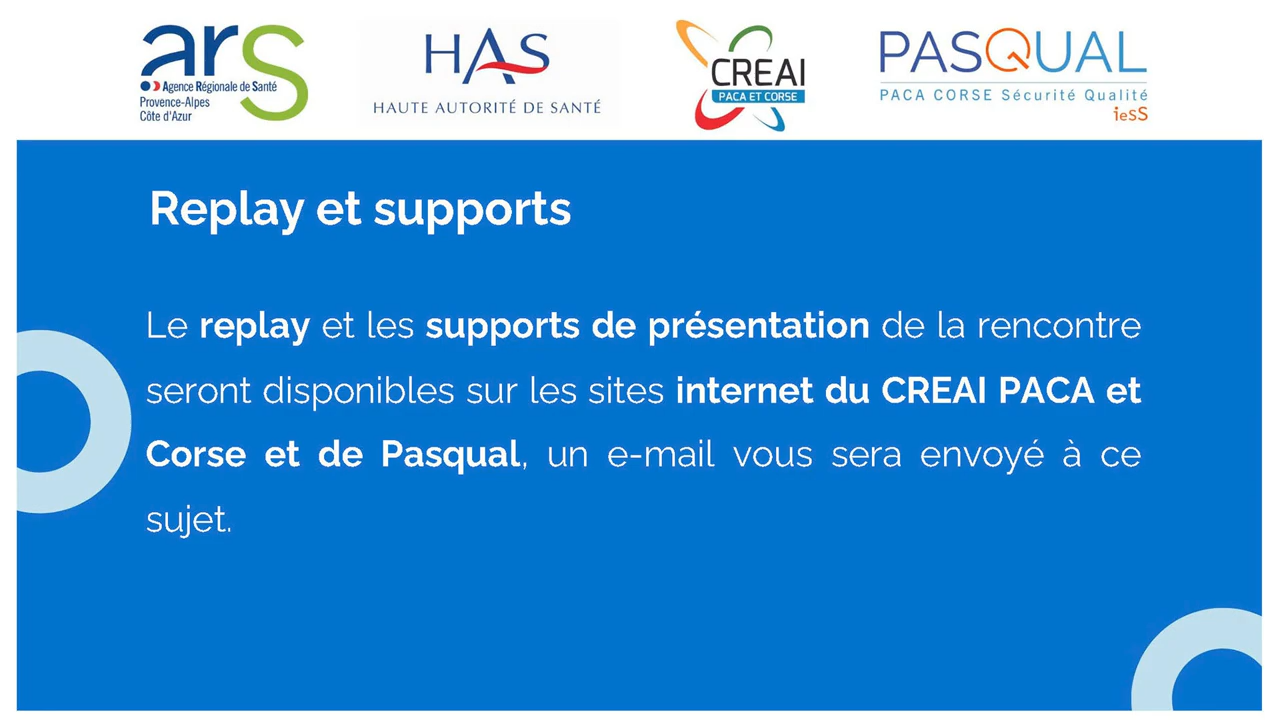 ars
Agence Régionale de Santé
Provence-Alpes
Côte d'Azur
HAS
HAUTE AUTORITÉ DE SANTÉ
CREAI
PACA ET CORSE
PASQUAL
PACA CORSE Sécurité Qualité
ieSS
Replay et supports
Le replay et les supports de présentation de la rencontre
seront disponibles sur les sites internet du CREAI PACA et
Corse et de Pasqual, un e-mail vous sera envoyé à ce
sujet.